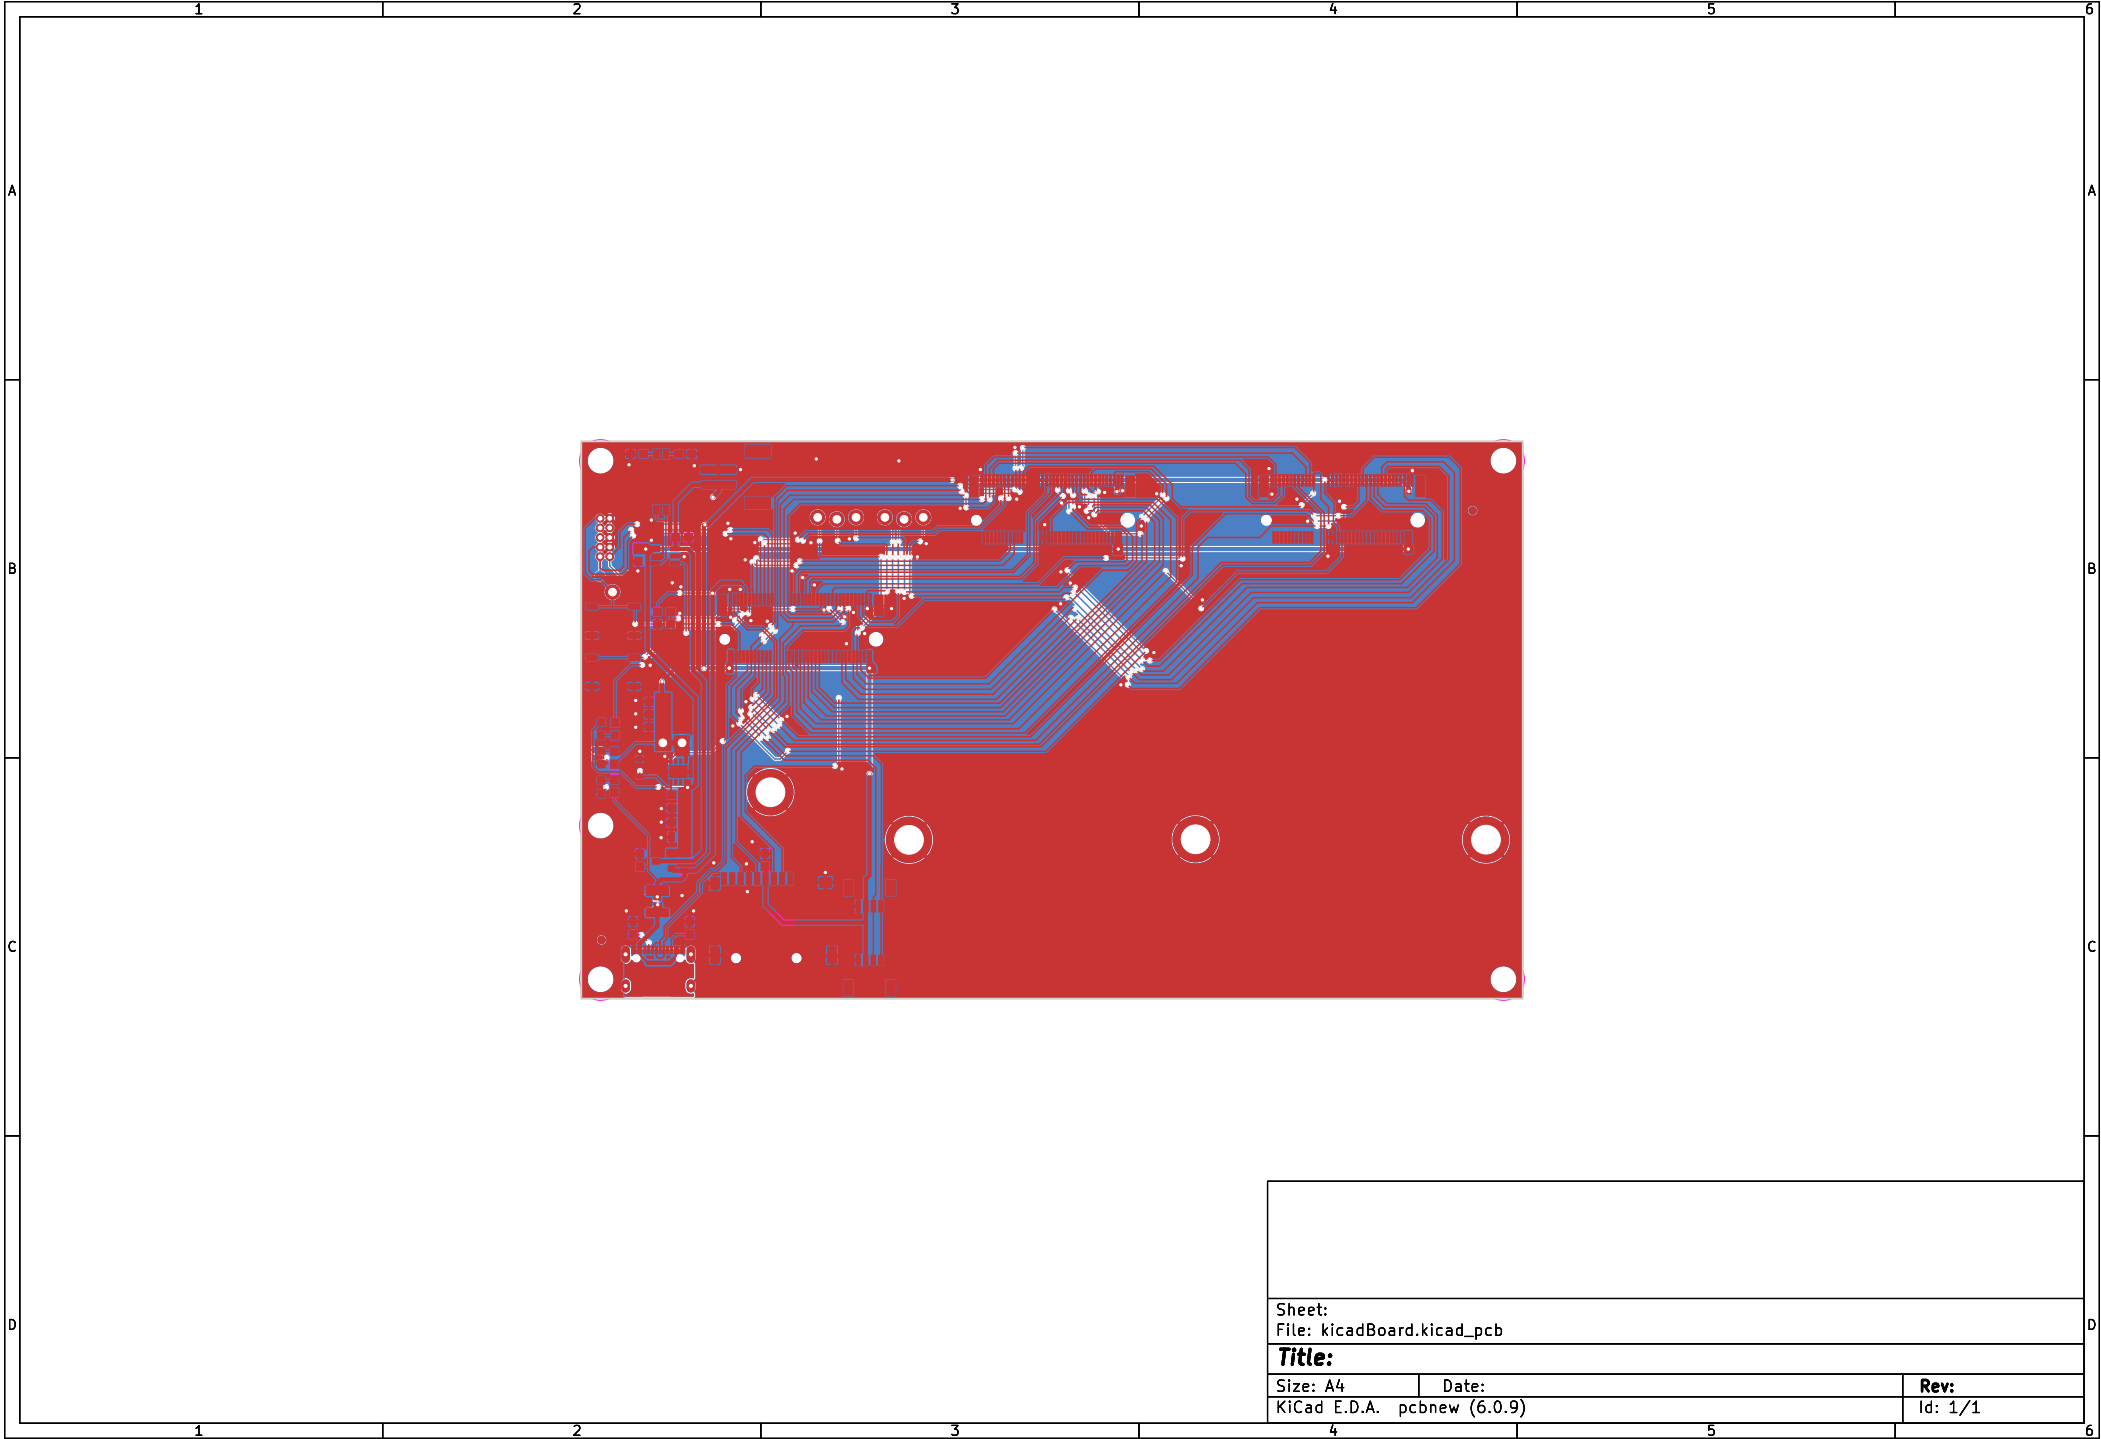 1 2 3 4 5 6
A A
B B
C C
Sheet:
File: kicadBoard.kicad_pcb
D D
Title:
Size: A4 Date: Rev:
KiCad E.D.A. pcbnew (6.0.9) Id: 1/1
1 2 3 4 5 6